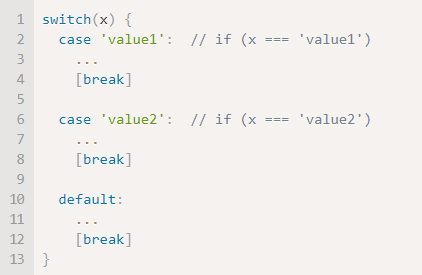 1 switch(x) {
2   case 'value1':  // if (x === 'value1')
3     ...
4     [break]
5
6   case 'value2':  // if (x === 'value2')
7     ...
8     [break]
9
10   default:
11     ...
12     [break]
13 }